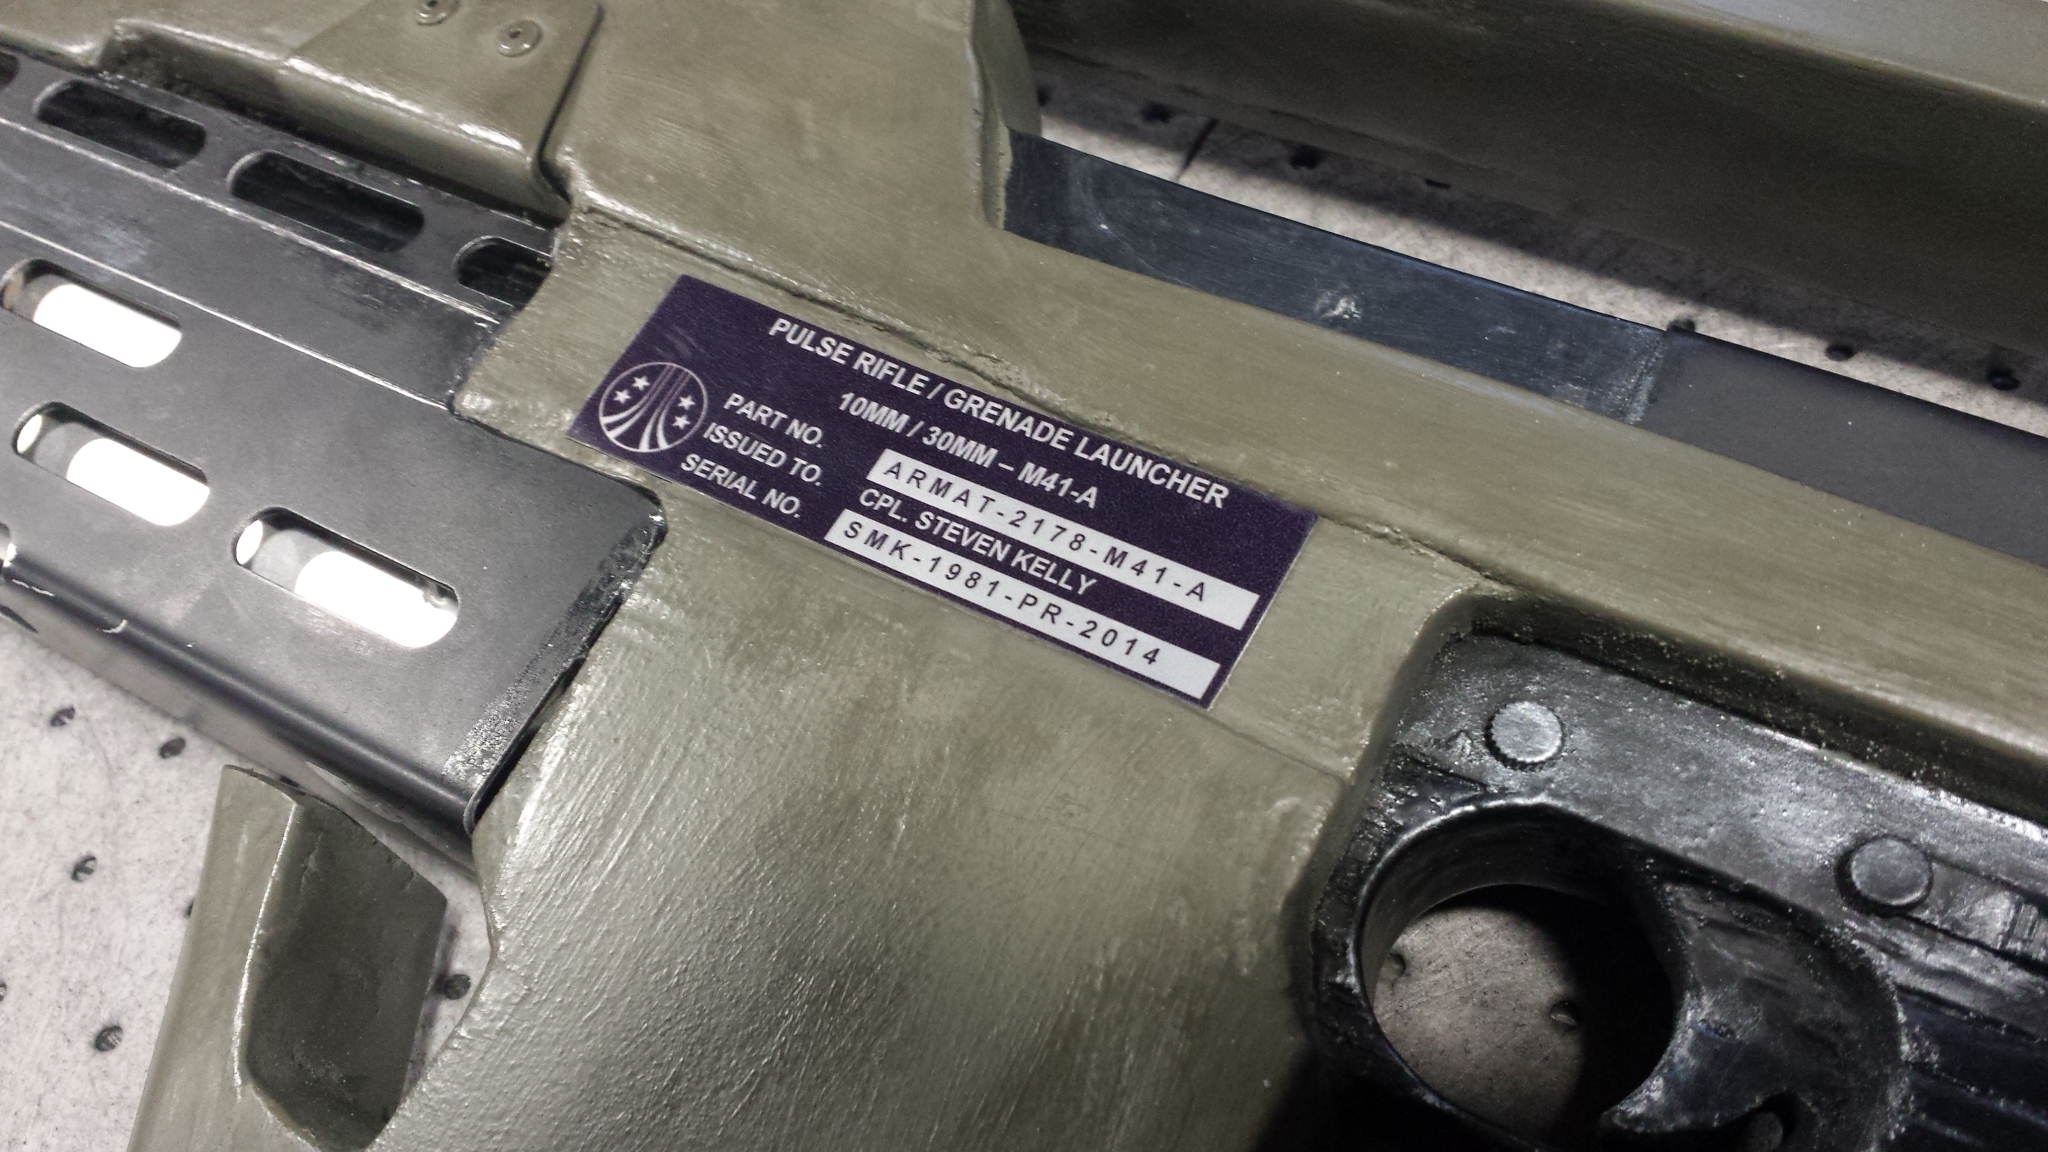 PULSE RIFLE / GRENADE LAUNCHER
10MM / 30MM – M41-A
PART NO. ARMAT-2178-M41-A
ISSUED TO. CPL. STEVEN KELLY
SERIAL NO. SMK-1981-PR-2014